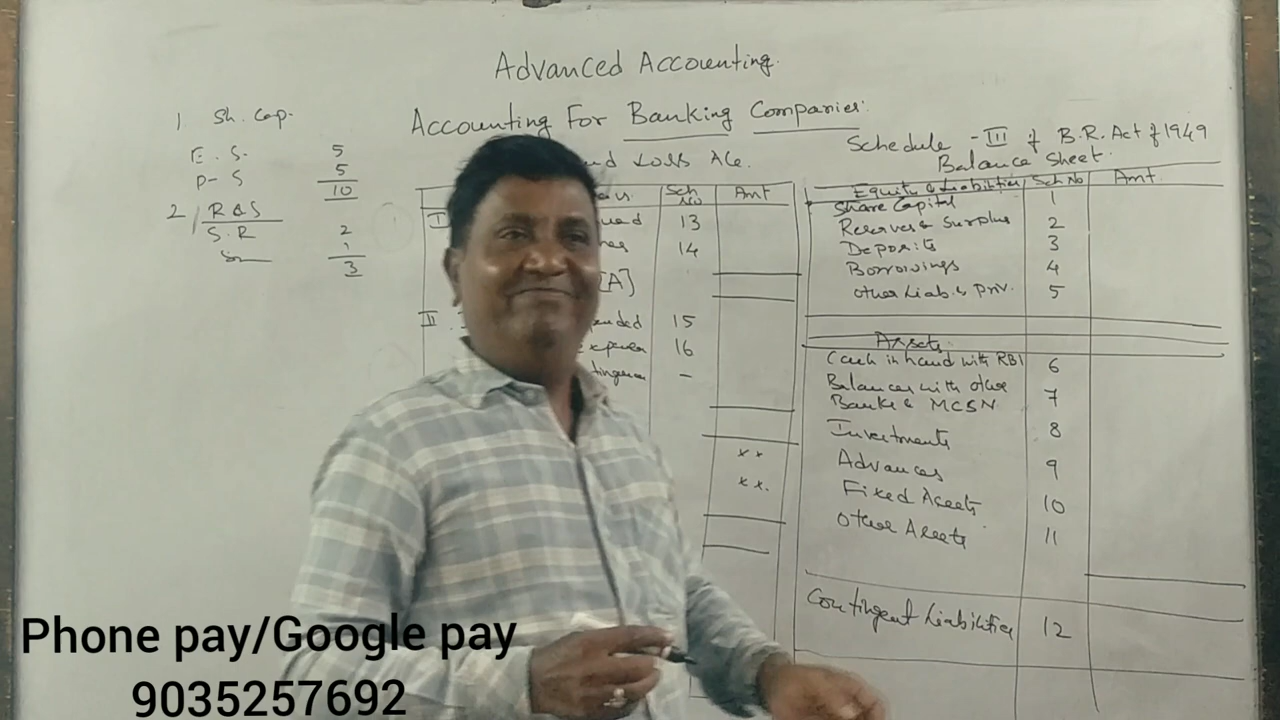 Advanced Accounting.
Accounting For Banking Companies:
1 Sh. Cap.
E. S. 5
P- S 5
10
2 R & S
S. R 2
1
3
nd Loss A/c.
Sch No Amt
I 13
14
[A]
II ended 15
expenses 16
–
x x
x x.
Schedule - III of B.R. Act of 1949
Balance Sheet.
Equity & Liabilities Sch No Amt
Share Capital 1
Reserves & Surplus 2
Deposits 3
Borrowings 4
Other Liab & Prov. 5
Assets
Cash in hand with RBI 6
Balances with other
Banks & MCSN 7
Investments 8
Advances 9
Fixed Assets 10
Other Assets 11
Contingent Liabilities 12
Phone pay/Google pay
9035257692